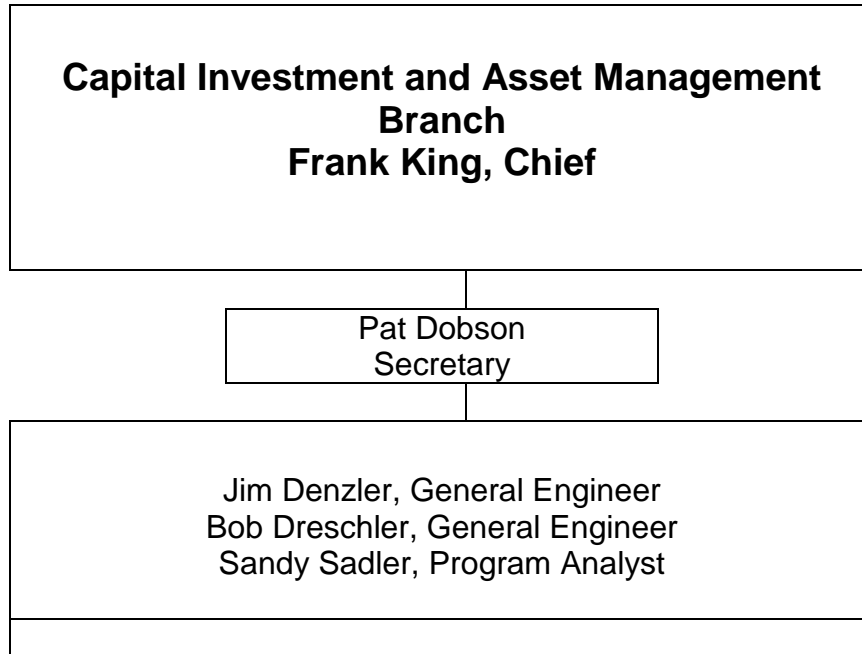 Capital Investment and Asset Management
Branch
Frank King, Chief
Pat Dobson
Secretary
Jim Denzler, General Engineer
Bob Dreschler, General Engineer
Sandy Sadler, Program Analyst